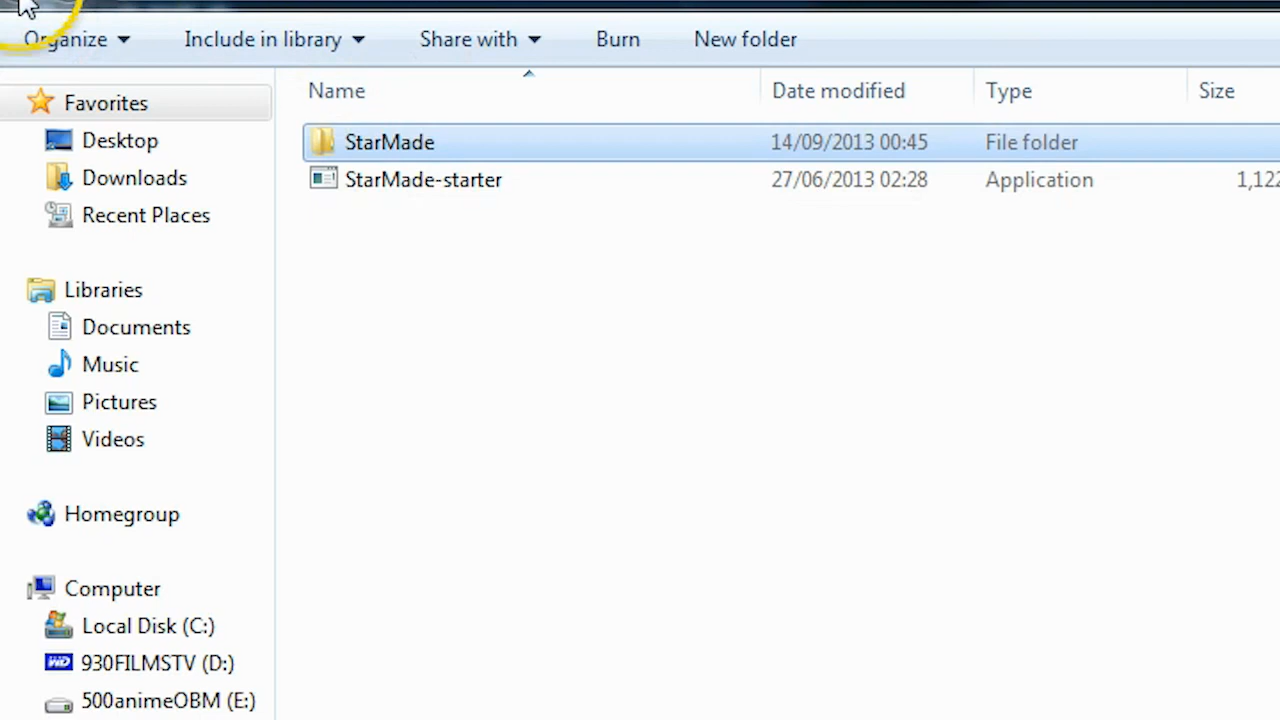 Organize Include in library Share with Burn New folder
Name Date modified Type Size
Favorites
StarMade 14/09/2013 00:45 File folder
Desktop
StarMade-starter 27/06/2013 02:28 Application 1,122
Downloads
Recent Places
Libraries
Documents
Music
Pictures
Videos
Homegroup
Computer
Local Disk (C:)
WD 930FILMSTV (D:)
500animeOBM (E:)